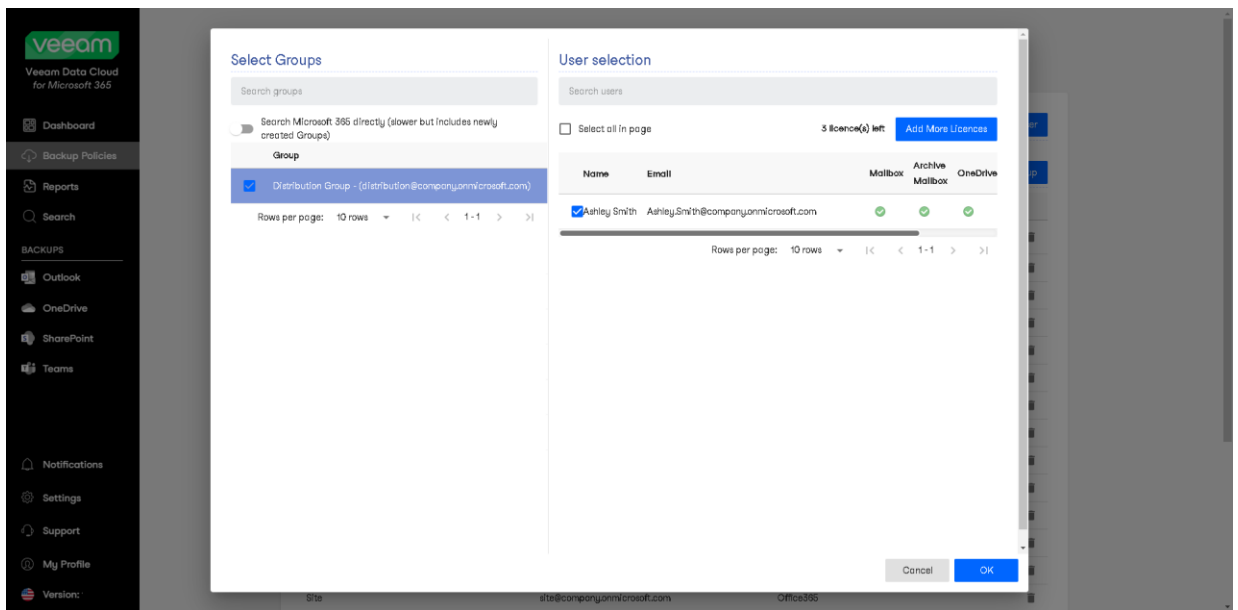 veeam
Veeam Data Cloud
for Microsoft 365
Dashboard
Backup Policies
Reports
Search
BACKUPS
Outlook
OneDrive
SharePoint
Teams
Notifications
Settings
Support
My Profile
Version:
Select Groups
Search groups
Search Microsoft 365 directly (slower but includes newly
created Groups)
Group
Distribution Group - (distribution@company.onmicrosoft.com)
Rows per page: 10 rows 1-1
User selection
Search users
Select all in page 3 licence(s) left Add More Licences
Name Email Mailbox Archive Mailbox OneDrive
Ashley Smith Ashley.Smith@company.onmicrosoft.com
Rows per page: 10 rows 1-1
Cancel OK
er
up
Site site@company.onmicrosoft.com Office365